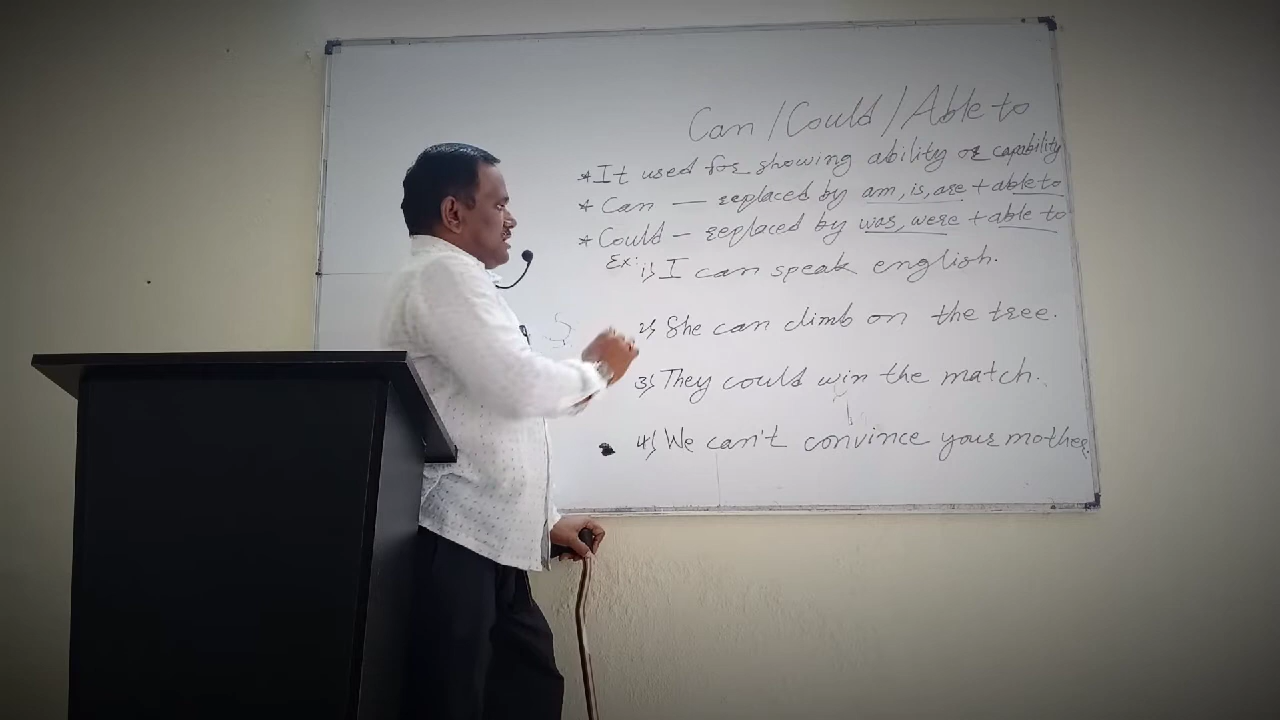 Can / Could / Able to
* It used for showing ability or capability
* Can — replaced by am, is, are + able to
* Could — replaced by was, were + able to
Ex: 1) I can speak english.
2) She can climb on the tree.
3) They could win the match.
4) We can't convince your mother.